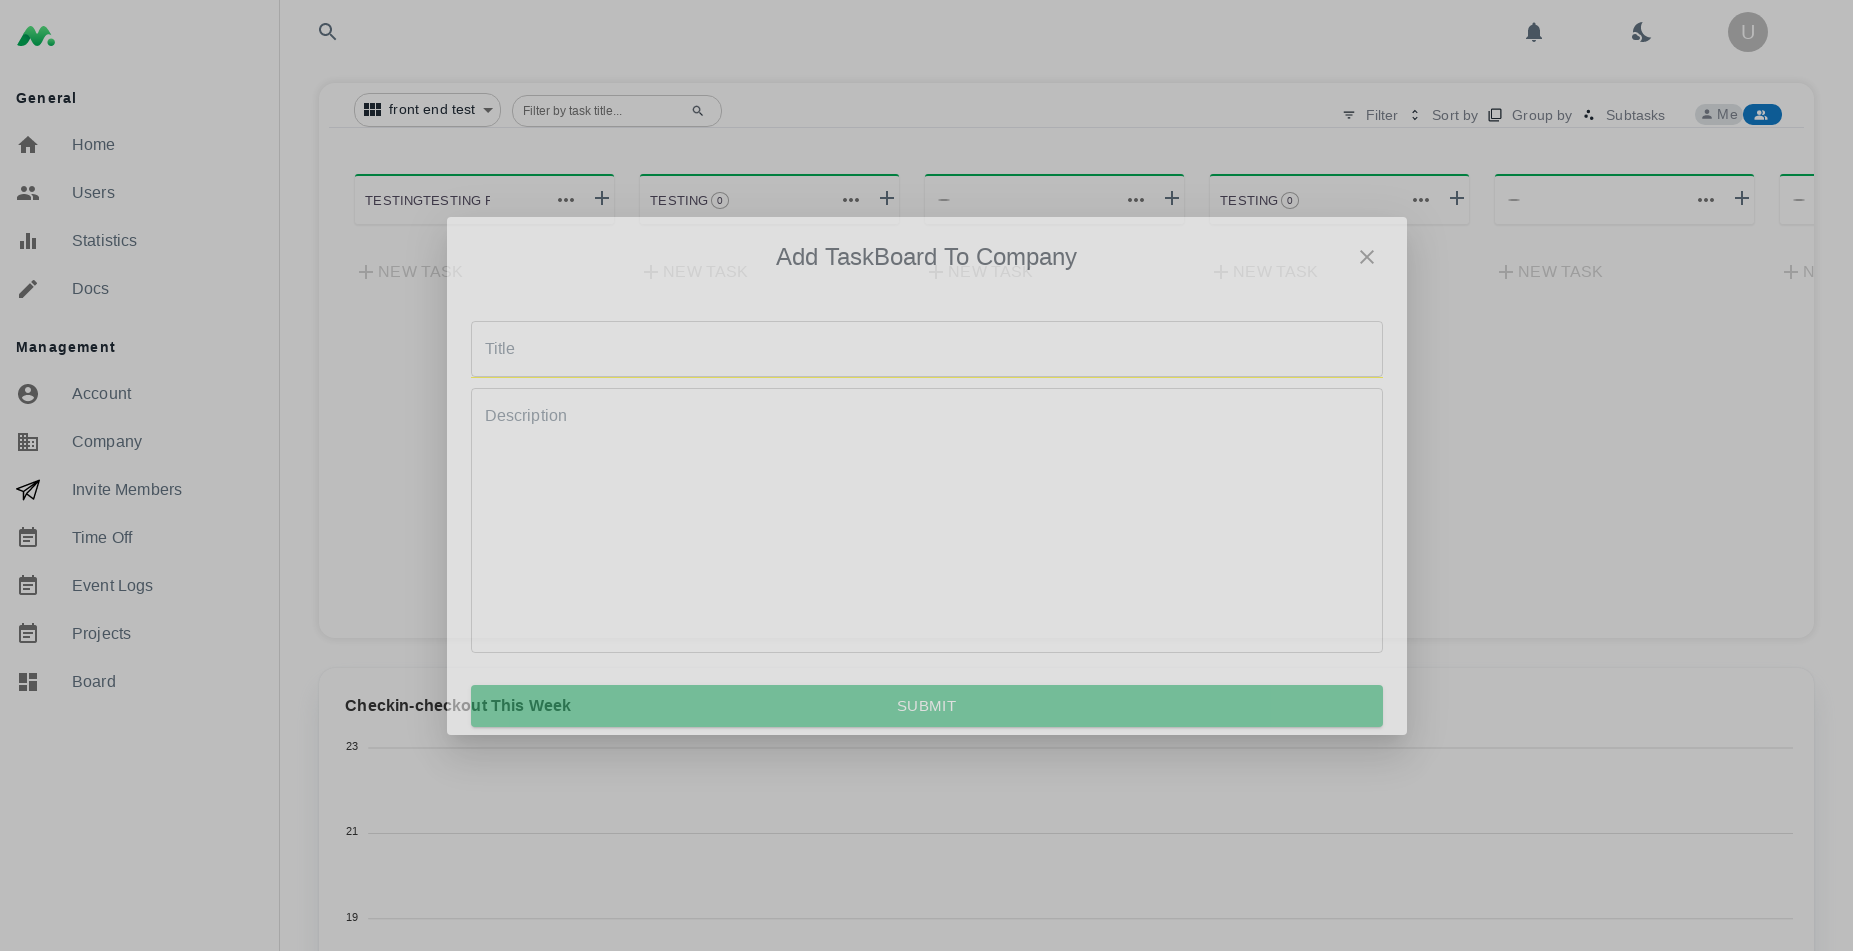 U
General
Home
Users
Statistics
Docs
Management
Account
Company
Invite Members
Time Off
Event Logs
Projects
Board
front end test
Filter by task title...
Filter
Sort by
Group by
Subtasks
Me
TESTINGTESTING F
TESTING 0
TESTING 0
NEW TASK
NEW TASK
NEW TASK
NEW TASK
NEW TASK
N
Add TaskBoard To Company
Title
Description
SUBMIT
Checkin-checkout This Week
23
21
19